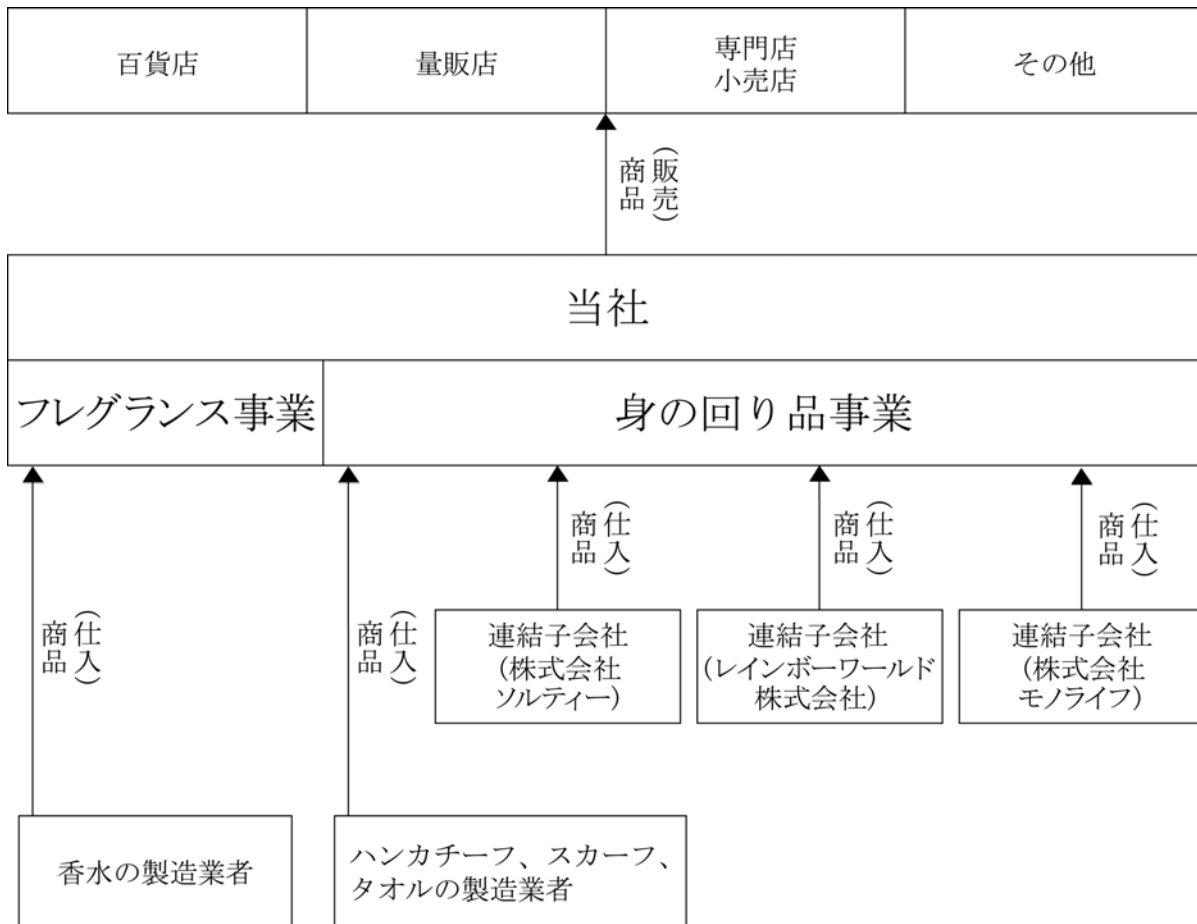 百貨店
量販店
専門店
小売店
その他
商品
(販売)
当社
フレグランス事業
身の回り品事業
商品
(仕入)
商品
(仕入)
商品
(仕入)
商品
(仕入)
商品
(仕入)
連結子会社
(株式会社
ソルティー)
連結子会社
(レインボーワールド
株式会社)
連結子会社
(株式会社
モノライフ)
香水の製造業者
ハンカチーフ、スカーフ、
タオルの製造業者